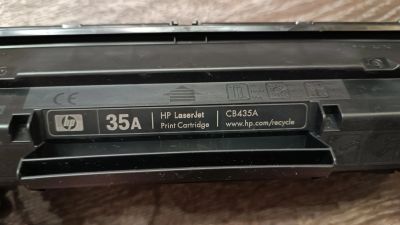 CE
hp
35A
HP LaserJet
Print Cartridge
CB435A
www.hp.com/recycle